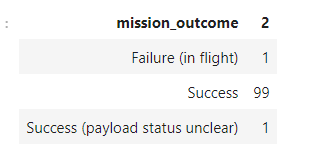 : mission_outcome 2
Failure (in flight) 1
Success 99
Success (payload status unclear) 1